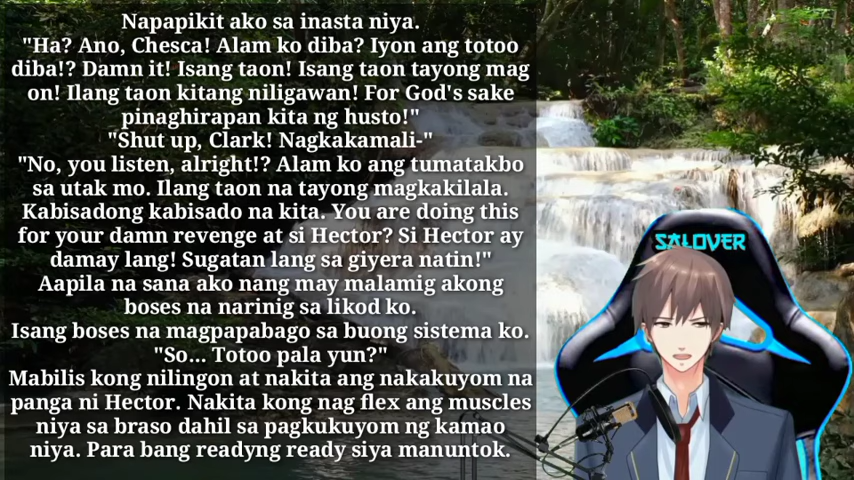 Napapikit ako sa inasta niya.
"Ha? Ano, Chesca! Alam ko diba? Iyon ang totoo
diba!? Damn it! Isang taon! Isang taon tayong mag
on! Ilang taon kitang niligawan! For God's sake
pinaghirapan kita ng husto!"
"Shut up, Clark! Nagkakamali-"
"No, you listen, alright!? Alam ko ang tumatakbo
sa utak mo. Ilang taon na tayong magkakilala.
Kabisadong kabisado na kita. You are doing this
for your damn revenge at si Hector? Si Hector ay
damay lang! Sugatan lang sa giyera natin!"
Aapila na sana ako nang may malamig akong
boses na narinig sa likod ko.
Isang boses na magpapabago sa buong sistema ko.
"So... Totoo pala yun?"
Mabilis kong nilingon at nakita ang nakakuyom na
panga ni Hector. Nakita kong nag flex ang muscles
niya sa braso dahil sa pagkukuyom ng kamao
niya. Para bang readyng ready siya manuntok.
SALOVER